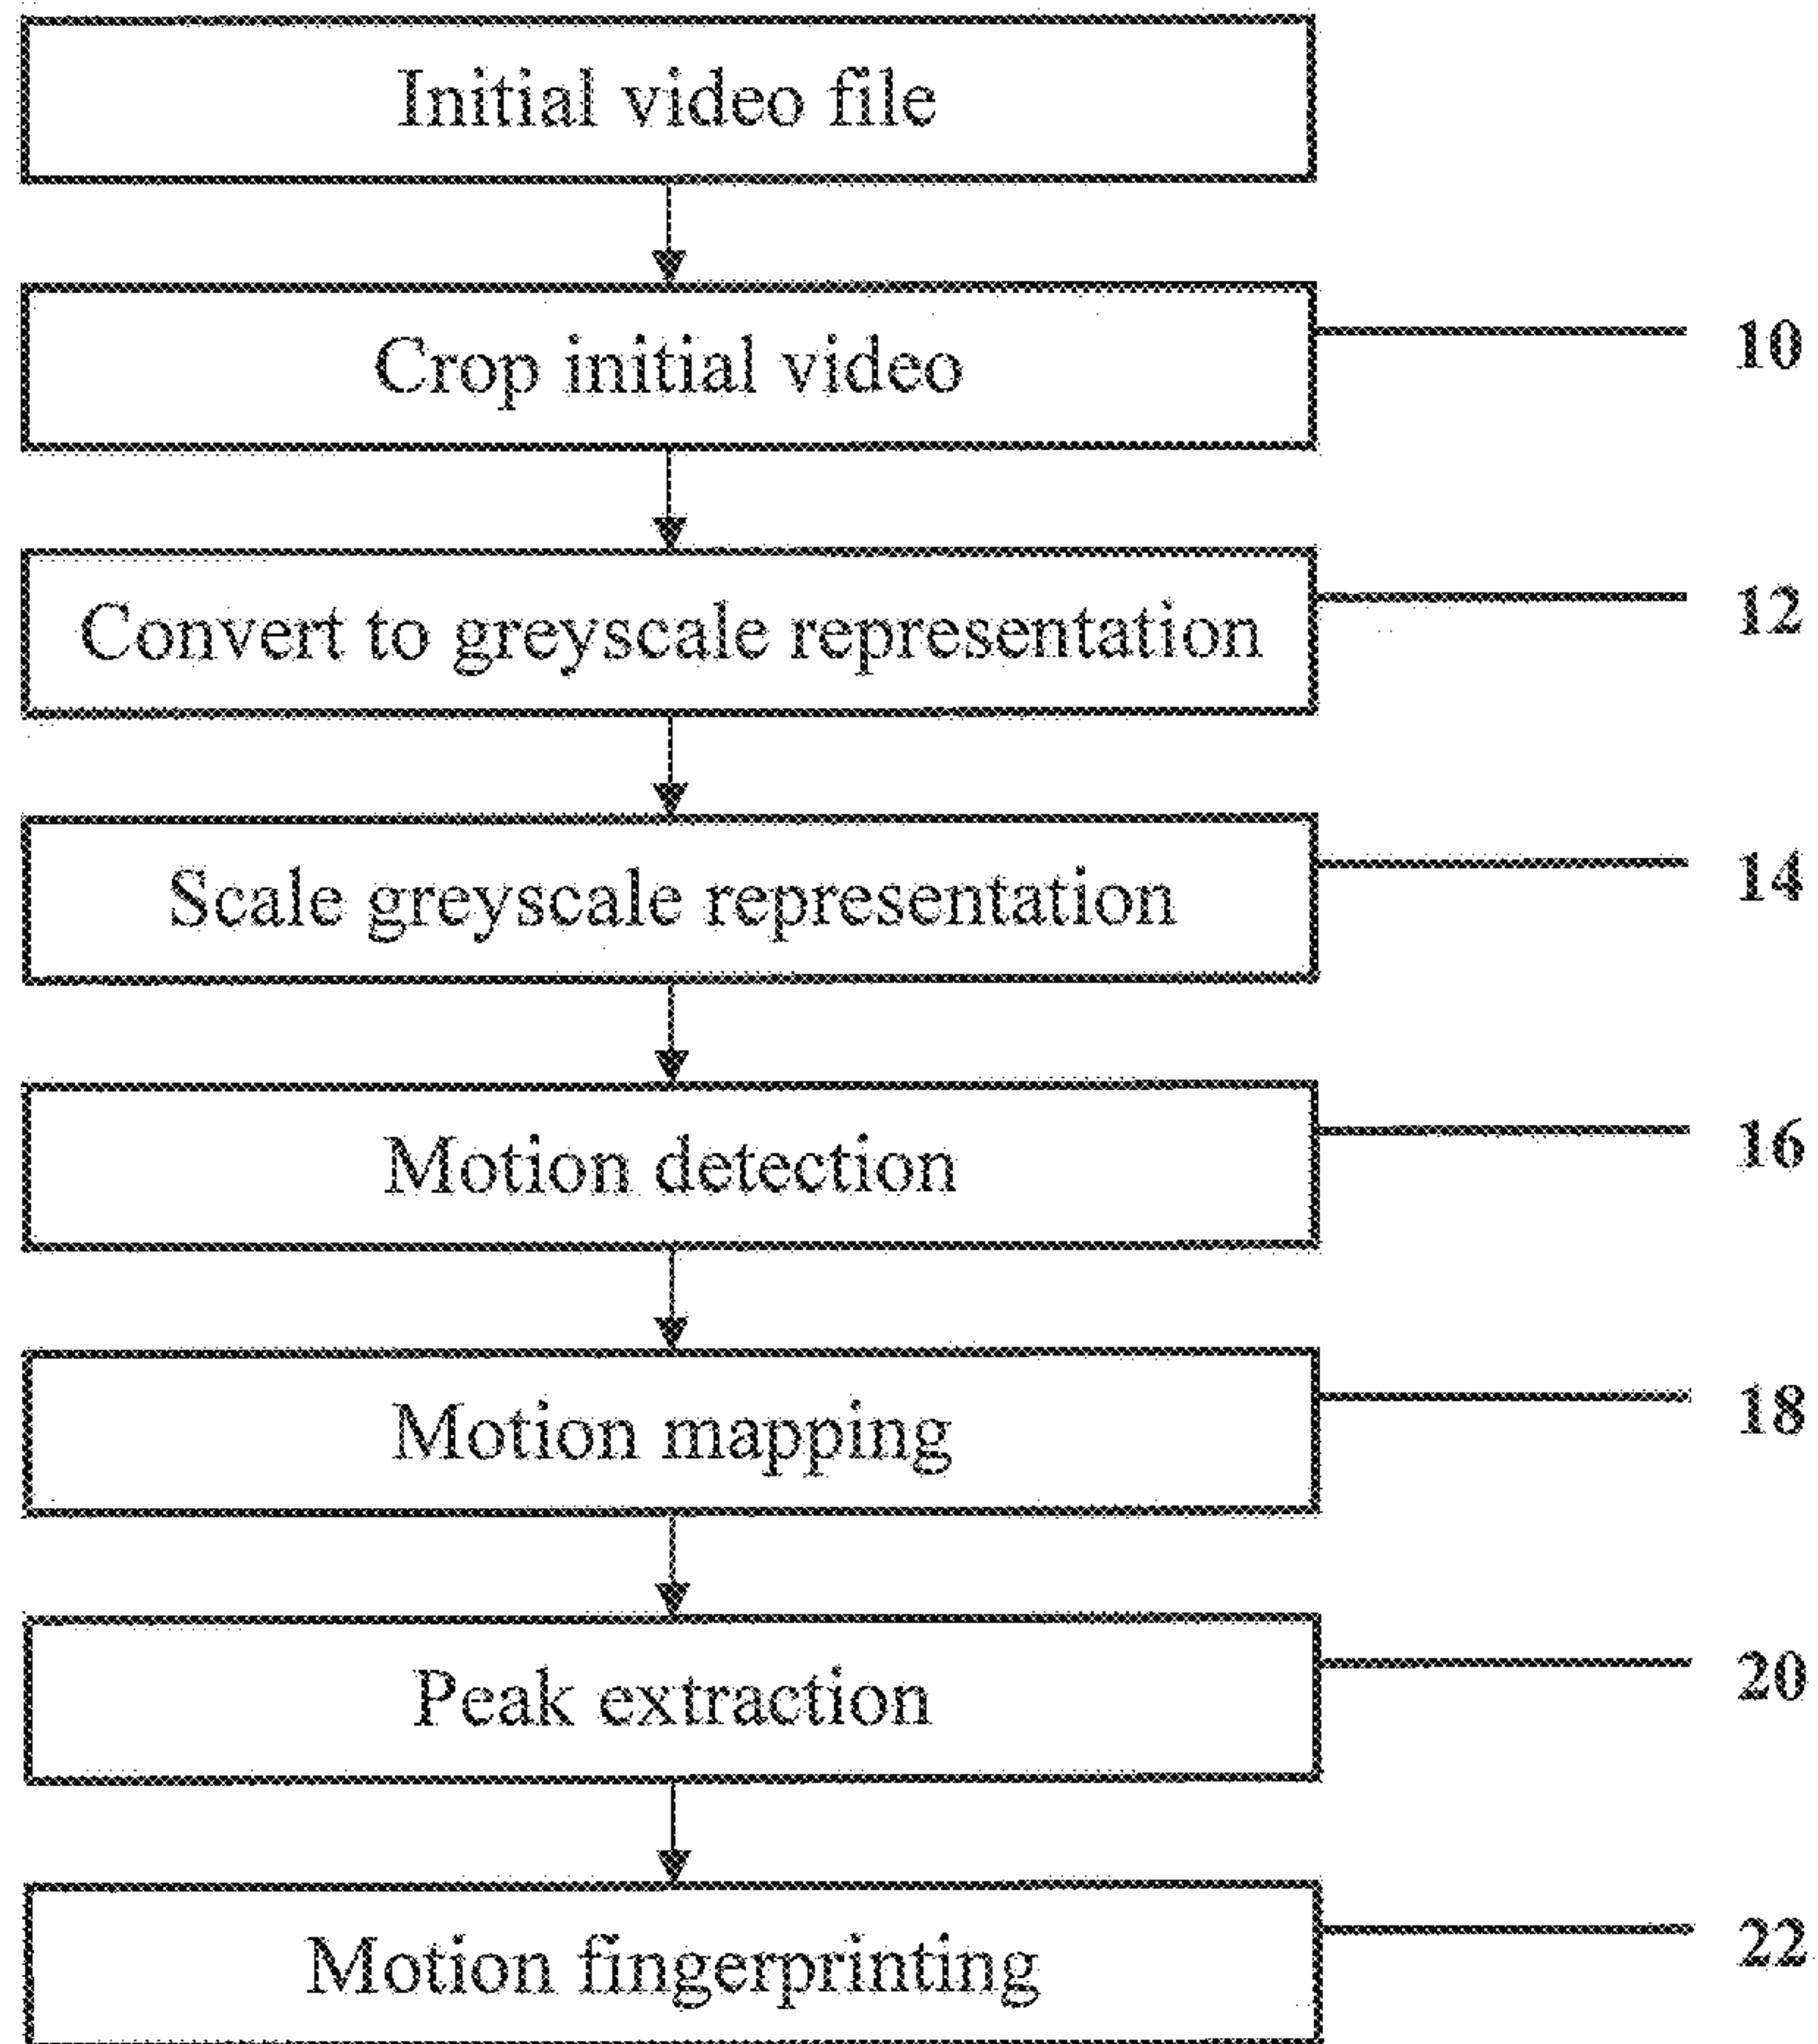 Initial video file
Crop initial video 10
Convert to greyscale representation 12
Scale greyscale representation 14
Motion detection 16
Motion mapping 18
Peak extraction 20
Motion fingerprinting 22